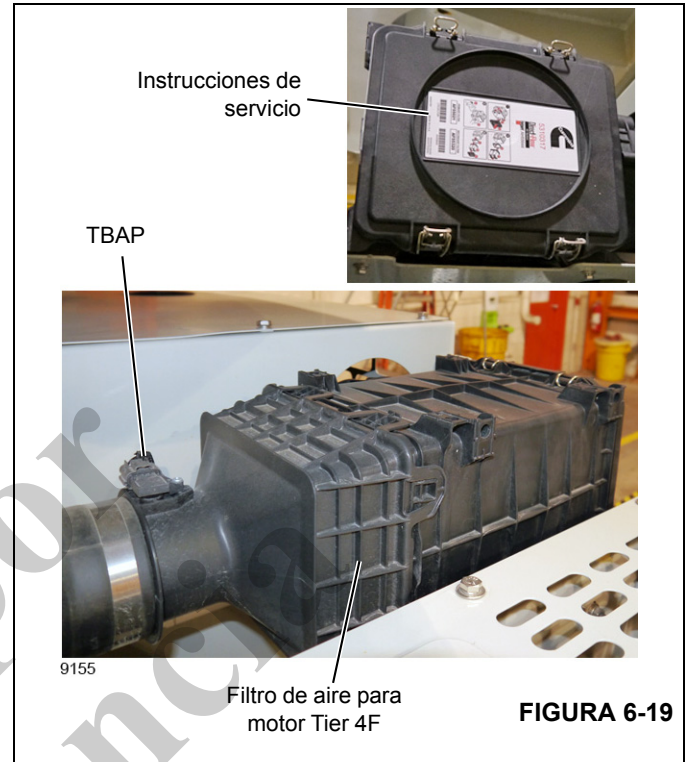 Instrucciones de
servicio
TBAP
9155
Filtro de aire para
motor Tier 4F
FIGURA 6-19